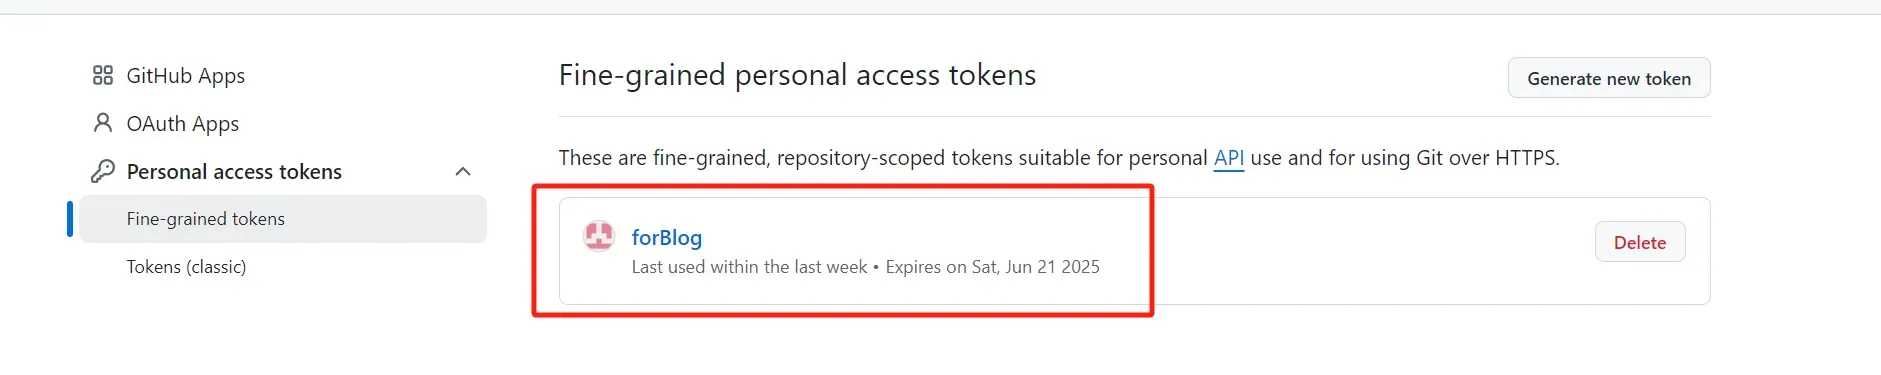 GitHub Apps
OAuth Apps
Personal access tokens
Fine-grained tokens
Tokens (classic)
Fine-grained personal access tokens
Generate new token
These are fine-grained, repository-scoped tokens suitable for personal API use and for using Git over HTTPS.
forBlog
Last used within the last week • Expires on Sat, Jun 21 2025
Delete